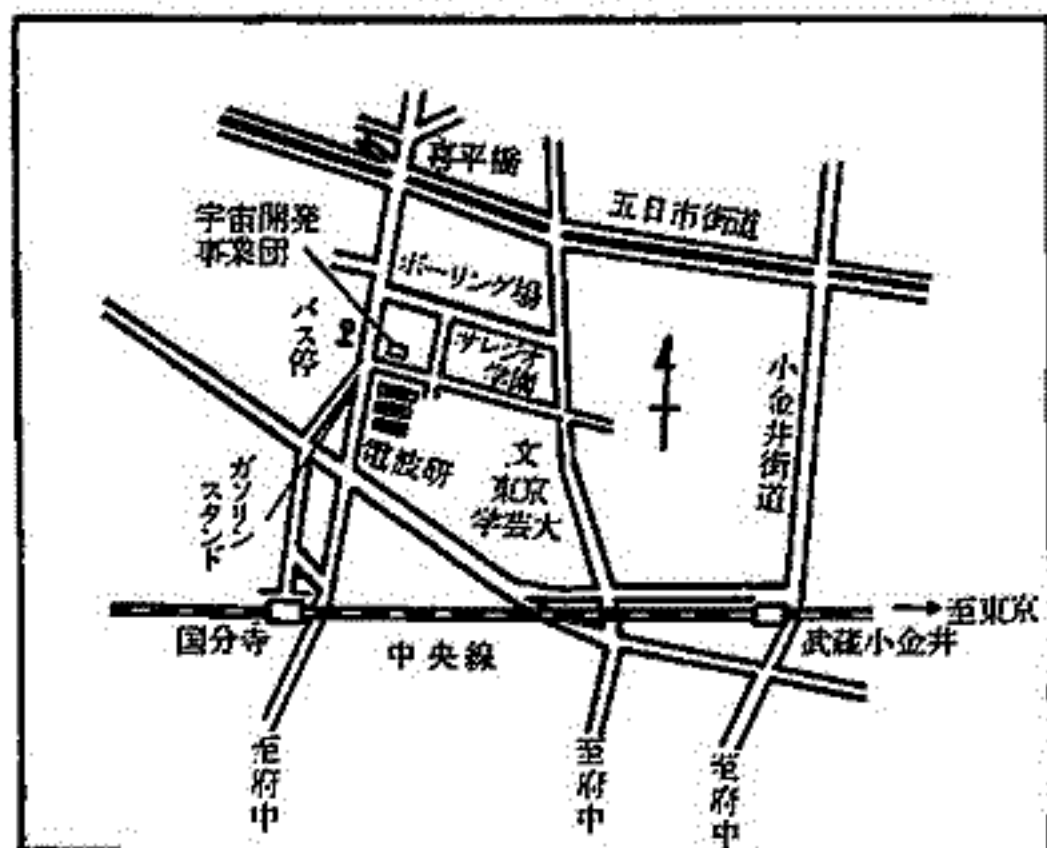 喜平橋
五日市街道
宇宙開発
事業団
ボーリング場
バス停
サレジオ
学園
小金井街道
電波研
文
東京
学芸大
ガソリン
スタンド
国分寺
中央線
武蔵小金井
至東京
至府中
至府中
至府中